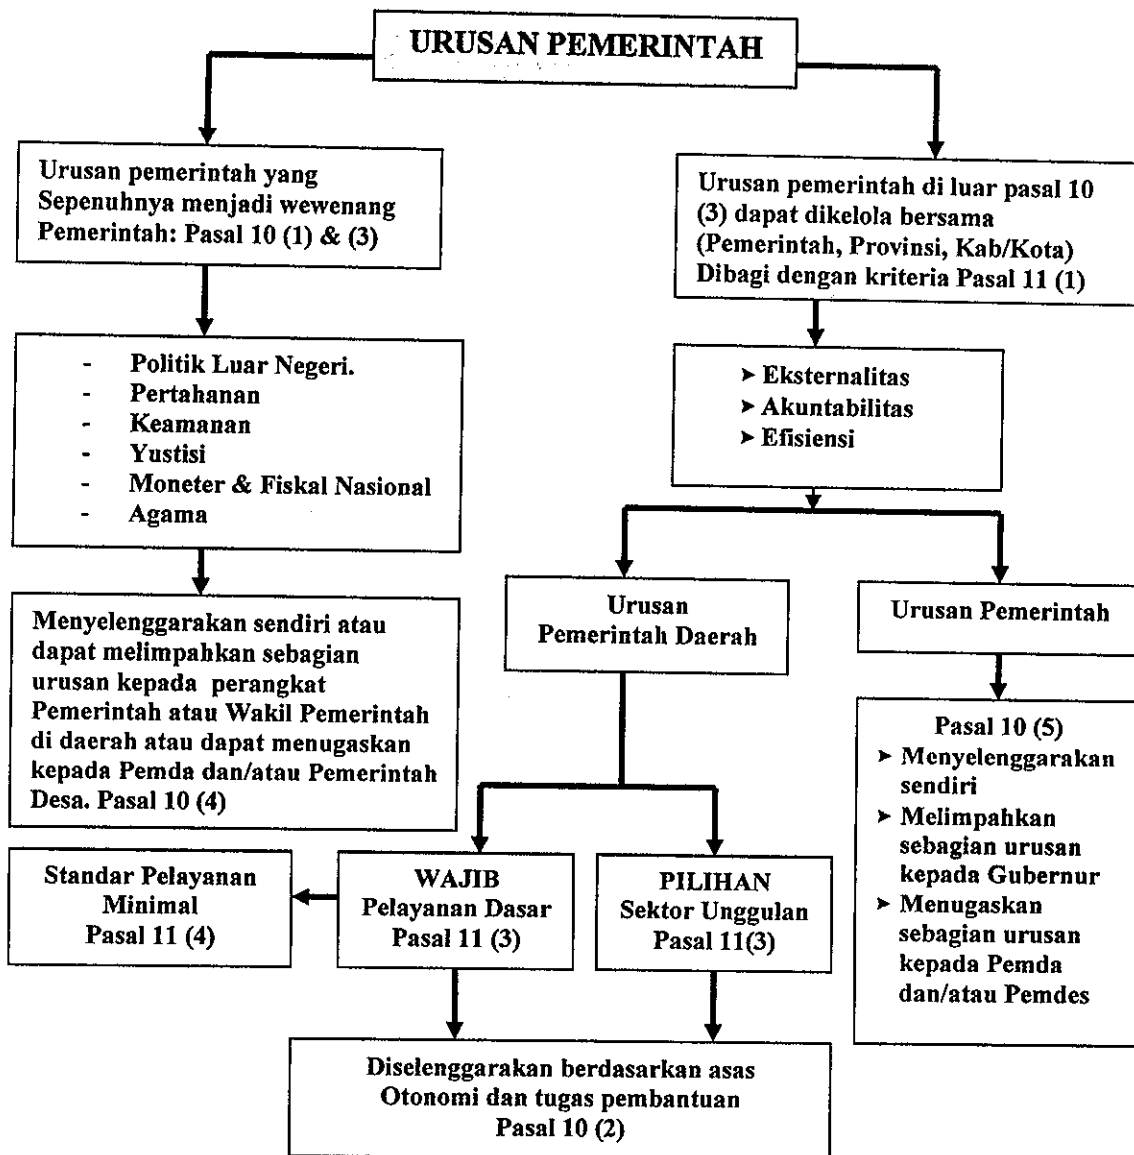 URUSAN PEMERINTAH
Urusan pemerintah yang
Sepenuhnya menjadi wewenang
Pemerintah: Pasal 10 (1) & (3)
Urusan pemerintah di luar pasal 10
(3) dapat dikelola bersama
(Pemerintah, Provinsi, Kab/Kota)
Dibagi dengan kriteria Pasal 11 (1)
- Politik Luar Negeri.
- Pertahanan
- Keamanan
- Yustisi
- Moneter & Fiskal Nasional
- Agama
➤ Eksternalitas
➤ Akuntabilitas
➤ Efisiensi
Menyelenggarakan sendiri atau
dapat melimpahkan sebagian
urusan kepada perangkat
Pemerintah atau Wakil Pemerintah
di daerah atau dapat menugaskan
kepada Pemda dan/atau Pemerintah
Desa. Pasal 10 (4)
Urusan
Pemerintah Daerah
Urusan Pemerintah
Pasal 10 (5)
➤ Menyelenggarakan
sendiri
➤ Melimpahkan
sebagian urusan
kepada Gubernur
➤ Menugaskan
sebagian urusan
kepada Pemda
dan/atau Pemdes
Standar Pelayanan
Minimal
Pasal 11 (4)
WAJIB
Pelayanan Dasar
Pasal 11 (3)
PILIHAN
Sektor Unggulan
Pasal 11(3)
Diselenggarakan berdasarkan asas
Otonomi dan tugas pembantuan
Pasal 10 (2)